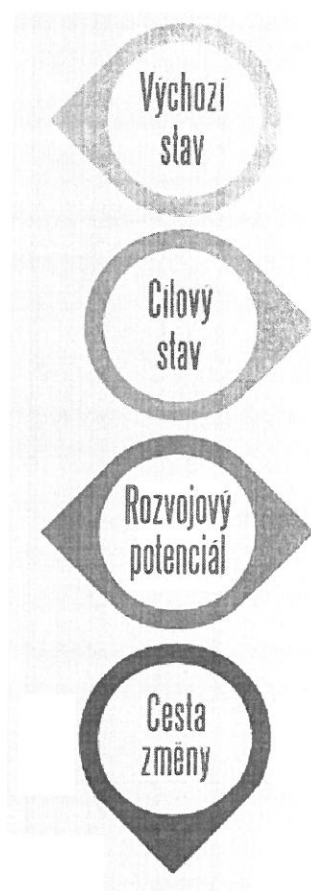 Výchozí
stav
Cílový
stav
Rozvojový
potenciál
Cesta
změny